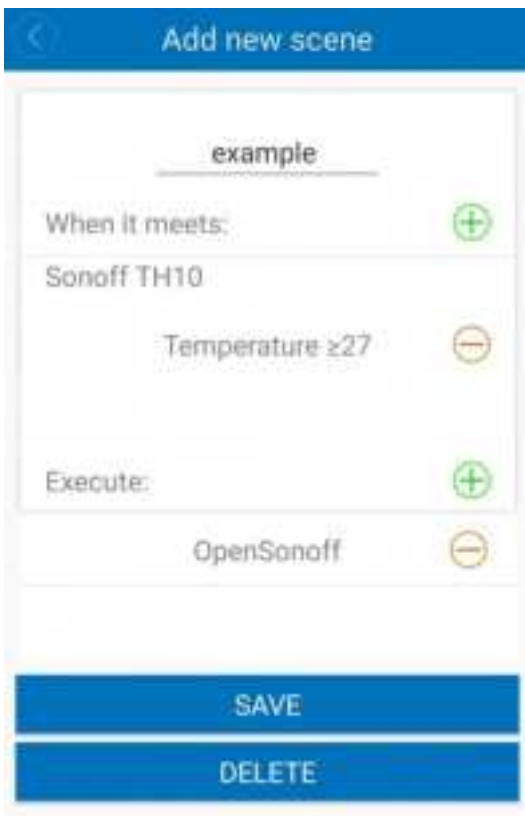 Add new scene
example
When it meets:
Sonoff TH10
Temperature ≥27
Execute:
OpenSonoff
SAVE
DELETE